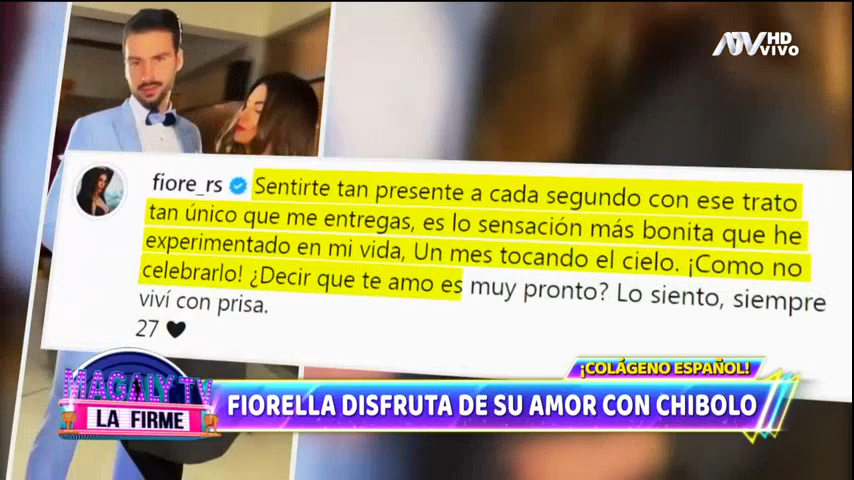 ATV HD
VIVO
fiore_rs Sentirte tan presente a cada segundo con ese trato
tan único que me entregas, es lo sensación más bonita que he
experimentado en mi vida, Un mes tocando el cielo. ¡Como no
celebrarlo! ¿Decir que te amo es muy pronto? Lo siento, siempre
viví con prisa.
27 🖤
¡COLÁGENO ESPAÑOL!
MAGALY TV
LA FIRME
FIORELLA DISFRUTA DE SU AMOR CON CHIBOLO